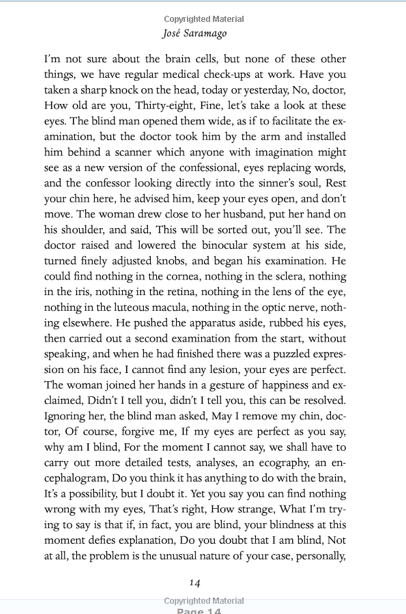 Copyrighted Material
José Saramago
I'm not sure about the brain cells, but none of these other
things, we have regular medical check-ups at work. Have you
taken a sharp knock on the head, today or yesterday, No, doctor,
How old are you, Thirty-eight, Fine, let's take a look at these
eyes. The blind man opened them wide, as if to facilitate the ex-
amination, but the doctor took him by the arm and installed
him behind a scanner which anyone with imagination might
see as a new version of the confessional, eyes replacing words,
and the confessor looking directly into the sinner's soul, Rest
your chin here, he advised him, keep your eyes open, and don't
move. The woman drew close to her husband, put her hand on
his shoulder, and said, This will be sorted out, you'll see. The
doctor raised and lowered the binocular system at his side,
turned finely adjusted knobs, and began his examination. He
could find nothing in the cornea, nothing in the sclera, nothing
in the iris, nothing in the retina, nothing in the lens of the eye,
nothing in the luteous macula, nothing in the optic nerve, noth-
ing elsewhere. He pushed the apparatus aside, rubbed his eyes,
then carried out a second examination from the start, without
speaking, and when he had finished there was a puzzled expres-
sion on his face, I cannot find any lesion, your eyes are perfect.
The woman joined her hands in a gesture of happiness and ex-
claimed, Didn't I tell you, didn't I tell you, this can be resolved.
Ignoring her, the blind man asked, May I remove my chin, doc-
tor, Of course, forgive me, If my eyes are perfect as you say,
why am I blind, For the moment I cannot say, we shall have to
carry out more detailed tests, analyses, an ecography, an en-
cephalogram, Do you think it has anything to do with the brain,
It's a possibility, but I doubt it. Yet you say you can find nothing
wrong with my eyes, That's right, How strange, What I'm try-
ing to say is that if, in fact, you are blind, your blindness at this
moment defies explanation, Do you doubt that I am blind, Not
at all, the problem is the unusual nature of your case, personally,
14
Copyrighted Material
Page 14